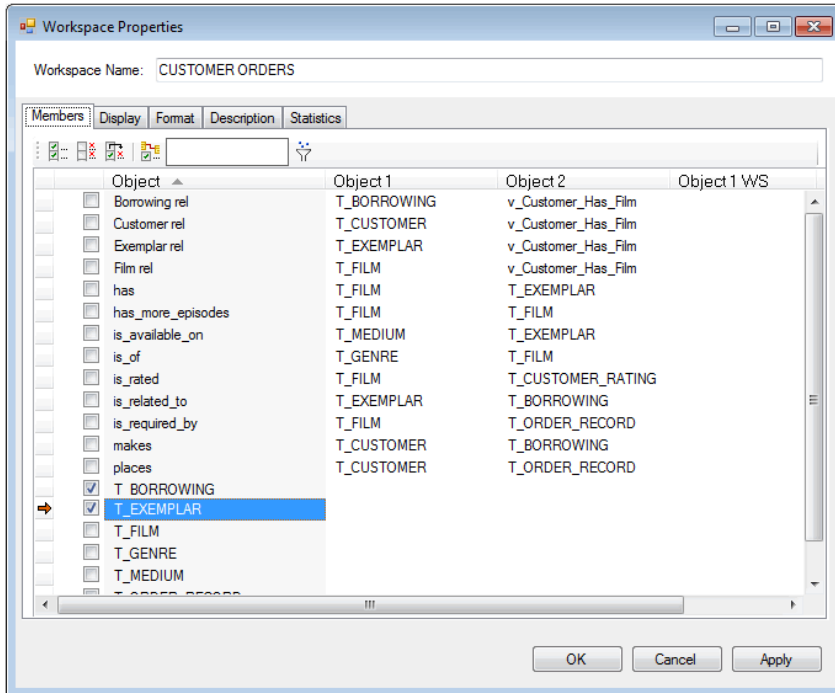 Workspace Properties
Workspace Name: CUSTOMER ORDERS
Members Display Format Description Statistics
Object Object 1 Object 2 Object 1 WS
Borrowing rel T_BORROWING v_Customer_Has_Film
Customer rel T_CUSTOMER v_Customer_Has_Film
Exemplar rel T_EXEMPLAR v_Customer_Has_Film
Film rel T_FILM v_Customer_Has_Film
has T_FILM T_EXEMPLAR
has_more_episodes T_FILM T_FILM
is_available_on T_MEDIUM T_EXEMPLAR
is_of T_GENRE T_FILM
is_rated T_FILM T_CUSTOMER_RATING
is_related_to T_EXEMPLAR T_BORROWING
is_required_by T_FILM T_ORDER_RECORD
makes T_CUSTOMER T_BORROWING
places T_CUSTOMER T_ORDER_RECORD
T_BORROWING
T_EXEMPLAR
T_FILM
T_GENRE
T_MEDIUM
T_ORDER_RECORD
OK Cancel Apply